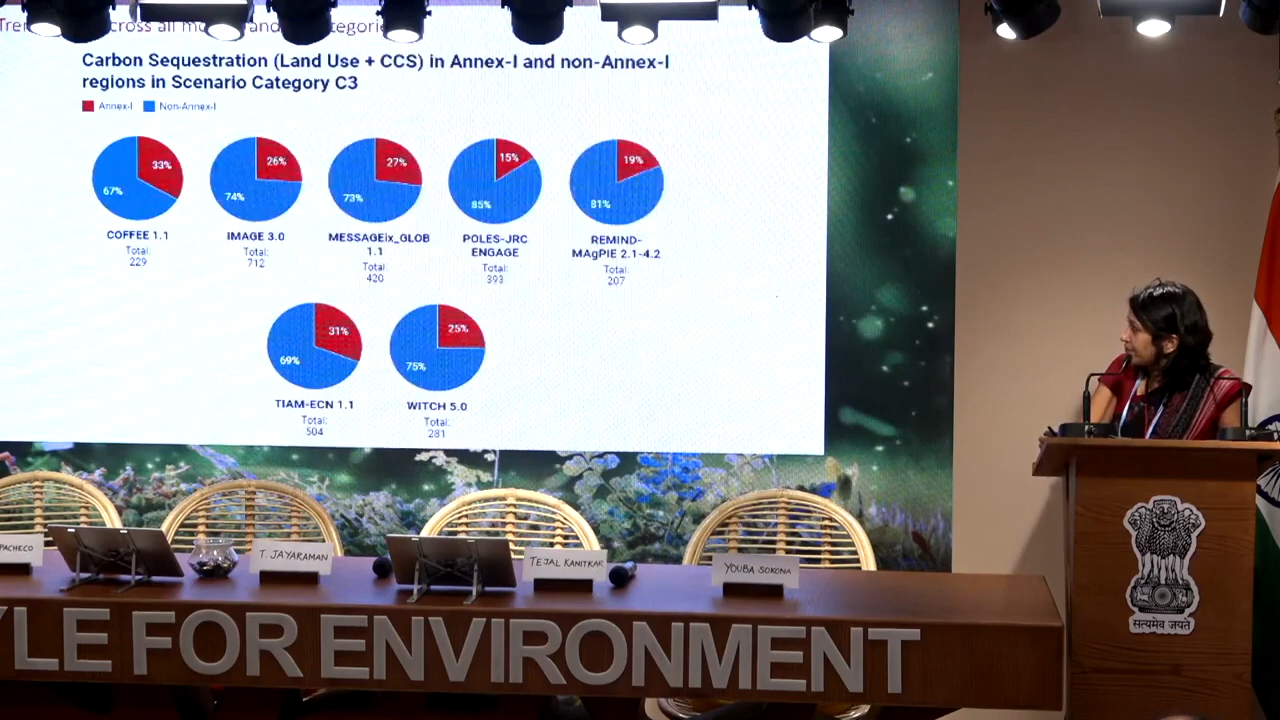 Carbon Sequestration (Land Use + CCS) in Annex-I and non-Annex-I
regions in Scenario Category C3
Annex-I Non-Annex-I
33%
67%
COFFEE 1.1
Total:
229
26%
74%
IMAGE 3.0
Total:
712
27%
73%
MESSAGEix_GLOB
1.1
Total:
420
15%
85%
POLES-JRC
ENGAGE
Total:
393
19%
81%
REMIND-
MAgPIE 2.1-4.2
Total:
207
31%
69%
TIAM-ECN 1.1
Total:
504
25%
75%
WITCH 5.0
Total:
281
PACHECO
T. JAYARAMAN
TEJAL KANITKAR
YOUBA SOKONA
YLE FOR ENVIRONMENT
सत्यमेव जयते